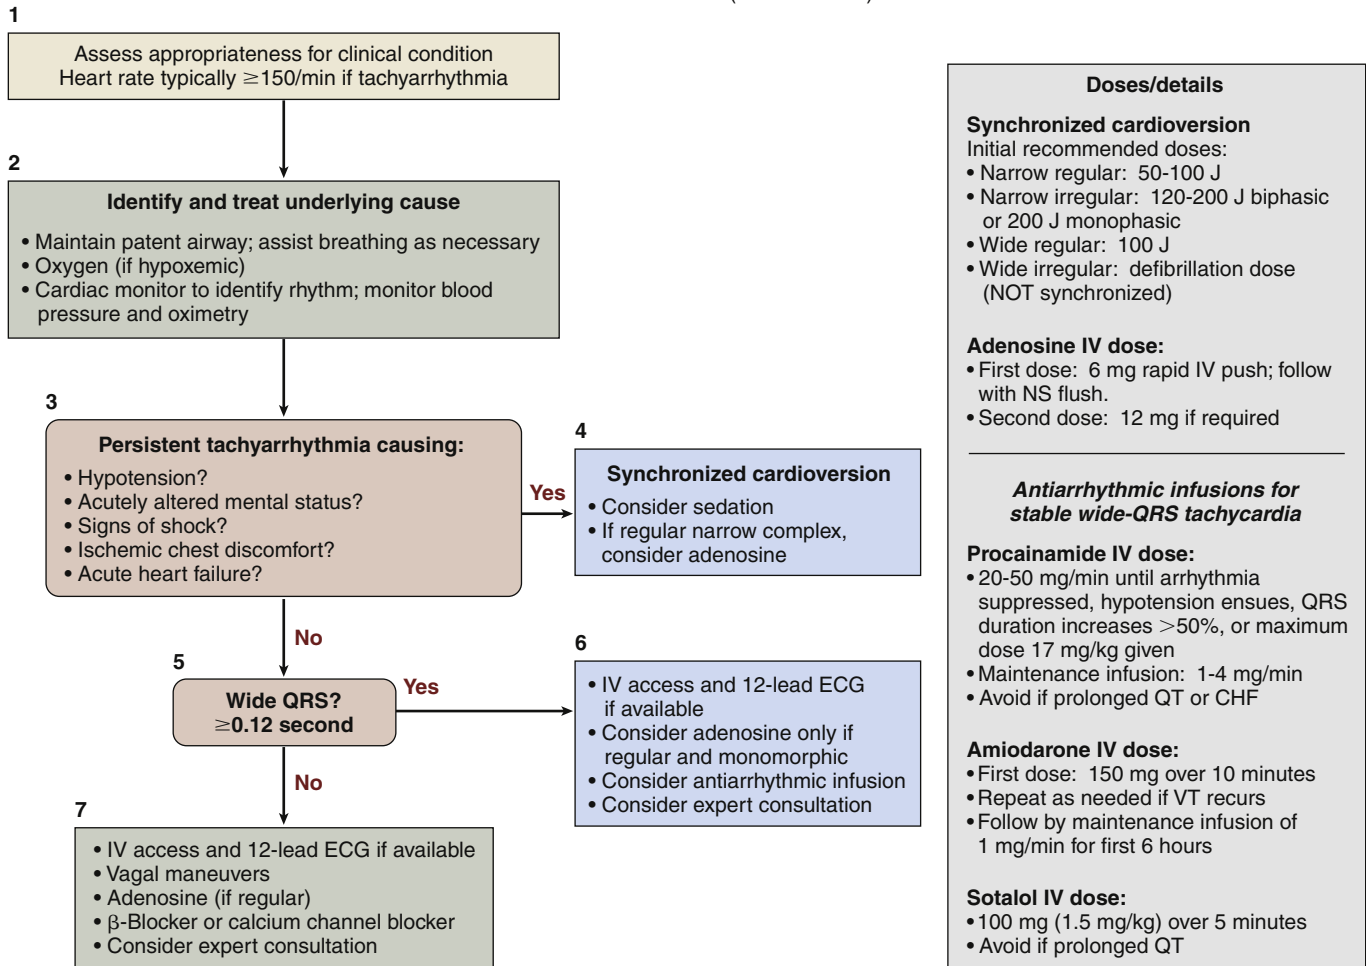 1
Assess appropriateness for clinical condition
Heart rate typically ≥150/min if tachyarrhythmia
2
Identify and treat underlying cause
• Maintain patent airway; assist breathing as necessary
• Oxygen (if hypoxemic)
• Cardiac monitor to identify rhythm; monitor blood
pressure and oximetry
3
Persistent tachyarrhythmia causing:
• Hypotension?
• Acutely altered mental status?
• Signs of shock?
• Ischemic chest discomfort?
• Acute heart failure?
Yes
4
Synchronized cardioversion
• Consider sedation
• If regular narrow complex,
consider adenosine
No
5
Wide QRS?
≥0.12 second
Yes
6
• IV access and 12-lead ECG
if available
• Consider adenosine only if
regular and monomorphic
• Consider antiarrhythmic infusion
• Consider expert consultation
No
7
• IV access and 12-lead ECG if available
• Vagal maneuvers
• Adenosine (if regular)
• β-Blocker or calcium channel blocker
• Consider expert consultation
Doses/details
Synchronized cardioversion
Initial recommended doses:
• Narrow regular: 50-100 J
• Narrow irregular: 120-200 J biphasic
or 200 J monophasic
• Wide regular: 100 J
• Wide irregular: defibrillation dose
(NOT synchronized)
Adenosine IV dose:
• First dose: 6 mg rapid IV push; follow
with NS flush.
• Second dose: 12 mg if required
Antiarrhythmic infusions for
stable wide-QRS tachycardia
Procainamide IV dose:
• 20-50 mg/min until arrhythmia
suppressed, hypotension ensues, QRS
duration increases >50%, or maximum
dose 17 mg/kg given
• Maintenance infusion: 1-4 mg/min
• Avoid if prolonged QT or CHF
Amiodarone IV dose:
• First dose: 150 mg over 10 minutes
• Repeat as needed if VT recurs
• Follow by maintenance infusion of
1 mg/min for first 6 hours
Sotalol IV dose:
• 100 mg (1.5 mg/kg) over 5 minutes
• Avoid if prolonged QT